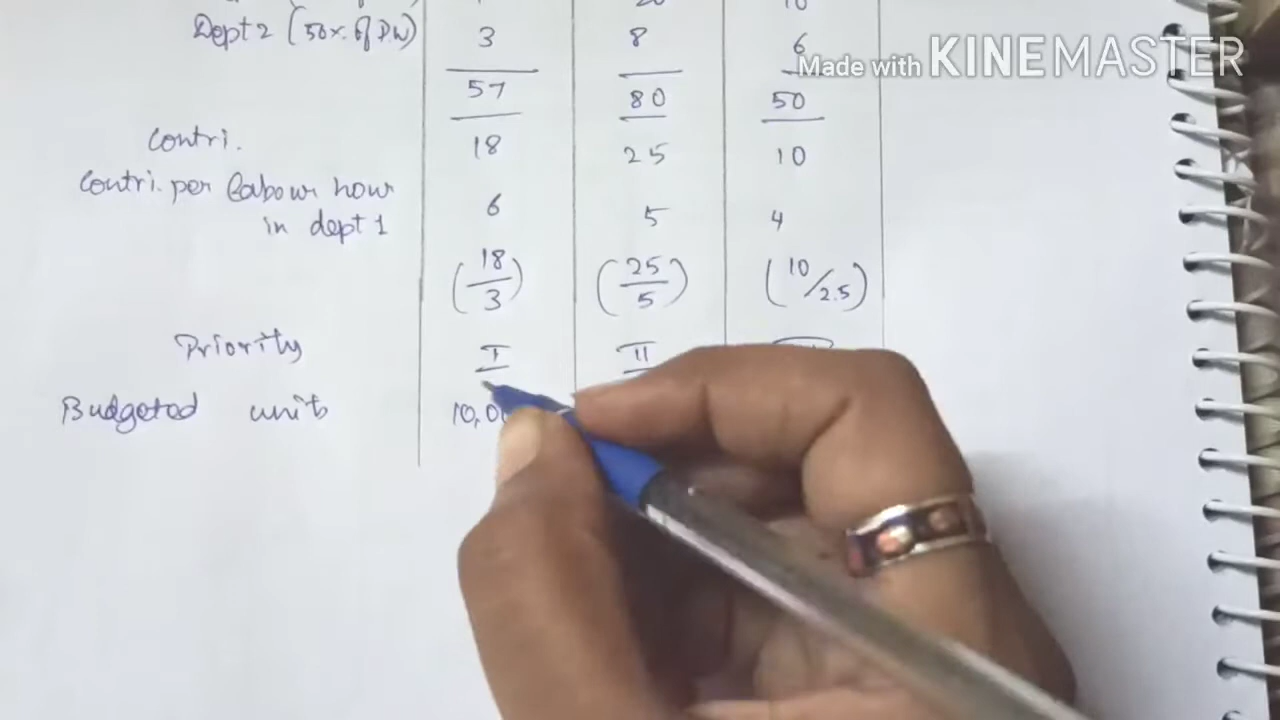 Dept 2 (50%. of D.W) 3 8 6
Made with KINEMASTER
57 80 50
Contri. 18 25 10
Contri. per labour hour
in dept 1 6 5 4
(18/3) (25/5) (10/2.5)
Priority I II
Budgeted unit 10,0